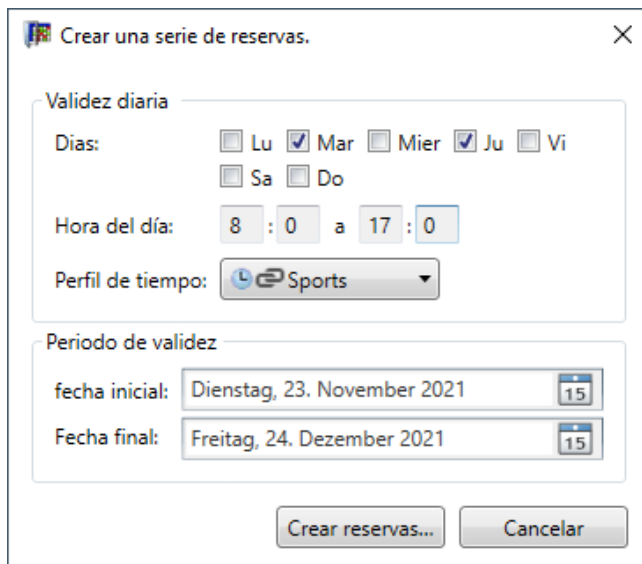 Crear una serie de reservas.
Validez diaria
Dias: Lu Mar Mier Ju Vi
Sa Do
Hora del día: 8 : 0 a 17 : 0
Perfil de tiempo: Sports
Periodo de validez
fecha inicial: Dienstag, 23. November 2021 15
Fecha final: Freitag, 24. Dezember 2021 15
Crear reservas... Cancelar